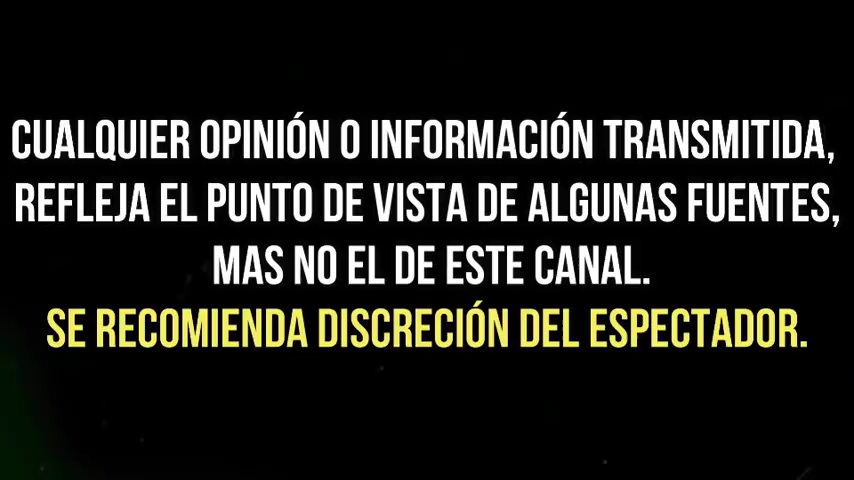 CUALQUIER OPINIÓN O INFORMACIÓN TRANSMITIDA,
REFLEJA EL PUNTO DE VISTA DE ALGUNAS FUENTES,
MAS NO EL DE ESTE CANAL.
SE RECOMIENDA DISCRECIÓN DEL ESPECTADOR.